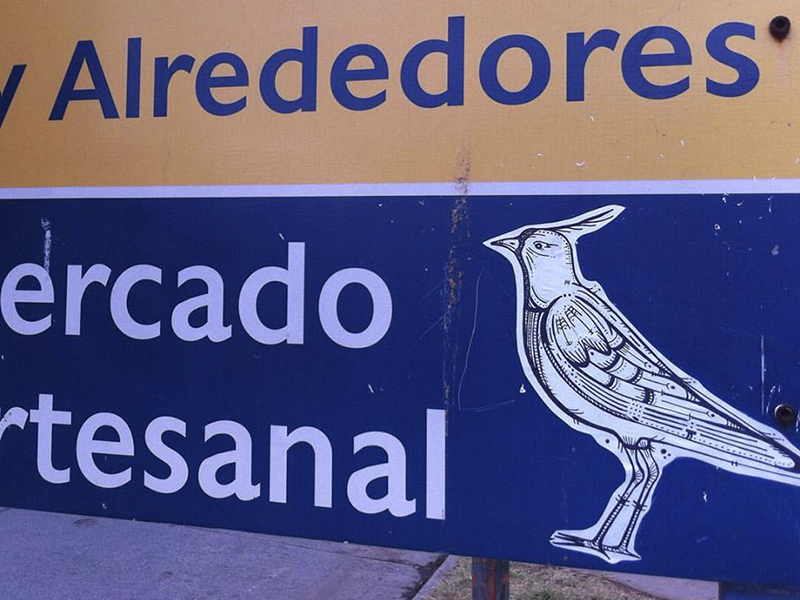 y Alrededores
ercado
rtesanal